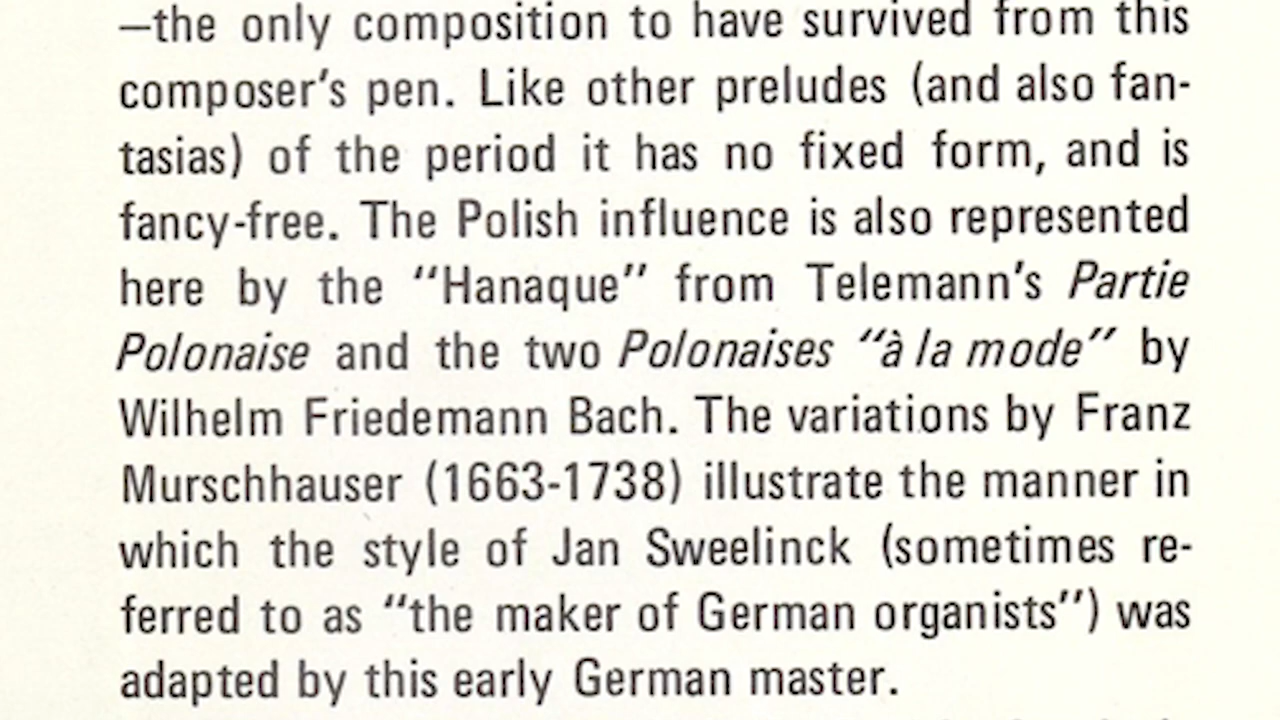 —the only composition to have survived from this
composer's pen. Like other preludes (and also fan-
tasias) of the period it has no fixed form, and is
fancy-free. The Polish influence is also represented
here by the "Hanaque" from Telemann's Partie
Polonaise and the two Polonaises "à la mode" by
Wilhelm Friedemann Bach. The variations by Franz
Murschhauser (1663-1738) illustrate the manner in
which the style of Jan Sweelinck (sometimes re-
ferred to as "the maker of German organists") was
adapted by this early German master.